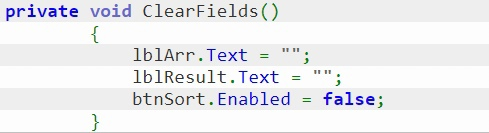 private void ClearFields()
{
lblArr.Text = "";
lblResult.Text = "";
btnSort.Enabled = false;
}